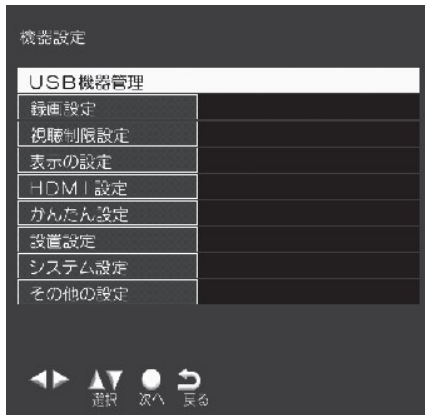 機器設定
USB機器管理
録画設定
視聴制限設定
表示の設定
HDMI設定
かんたん設定
設置設定
システム設定
その他の設定
選択 次へ 戻る